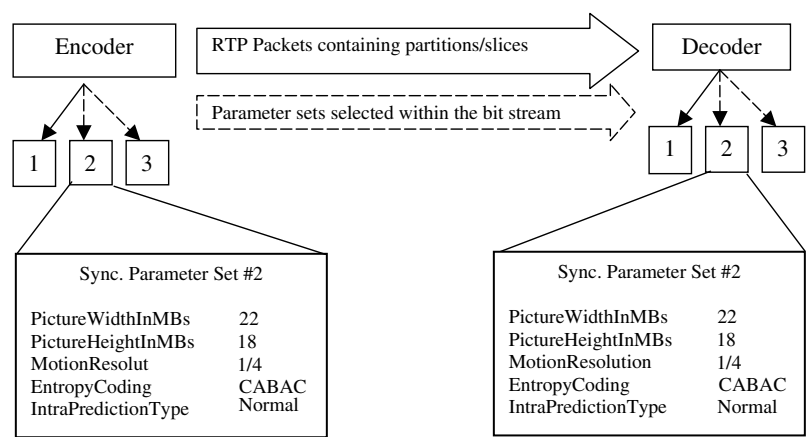 Encoder
RTP Packets containing partitions/slices
Decoder
Parameter sets selected within the bit stream
1 2 3
1 2 3
Sync. Parameter Set #2
PictureWidthInMBs 22
PictureHeightInMBs 18
MotionResolut 1/4
EntropyCoding CABAC
IntraPredictionType Normal
Sync. Parameter Set #2
PictureWidthInMBs 22
PictureHeightInMBs 18
MotionResolution 1/4
EntropyCoding CABAC
IntraPredictionType Normal